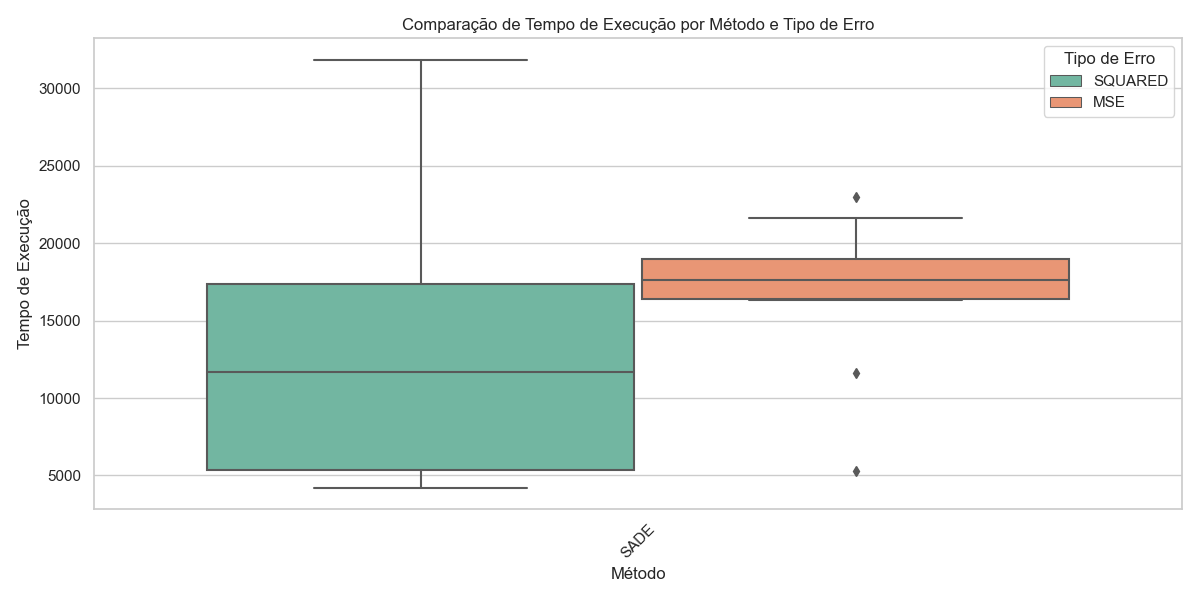 Comparação de Tempo de Execução por Método e Tipo de Erro
Tipo de Erro
SQUARED
MSE
Tempo de Execução
30000
25000
20000
15000
10000
5000
SADE
Método